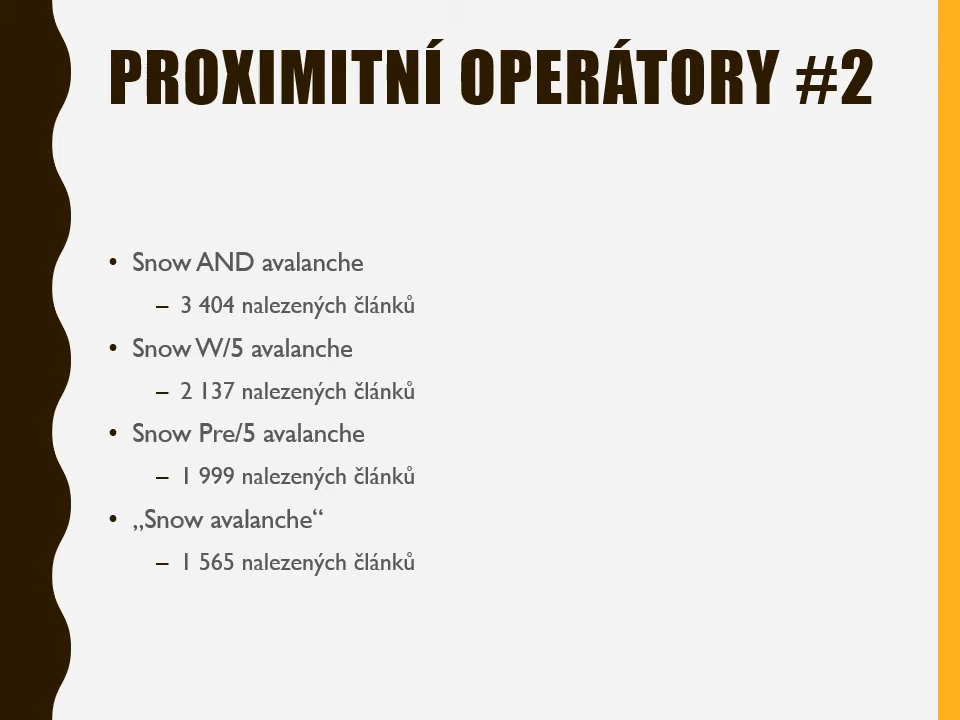 PROXIMITNÍ OPERÁTORY #2
• Snow AND avalanche
– 3 404 nalezených článků
• Snow W/5 avalanche
– 2 137 nalezených článků
• Snow Pre/5 avalanche
– 1 999 nalezených článků
• „Snow avalanche“
– 1 565 nalezených článků